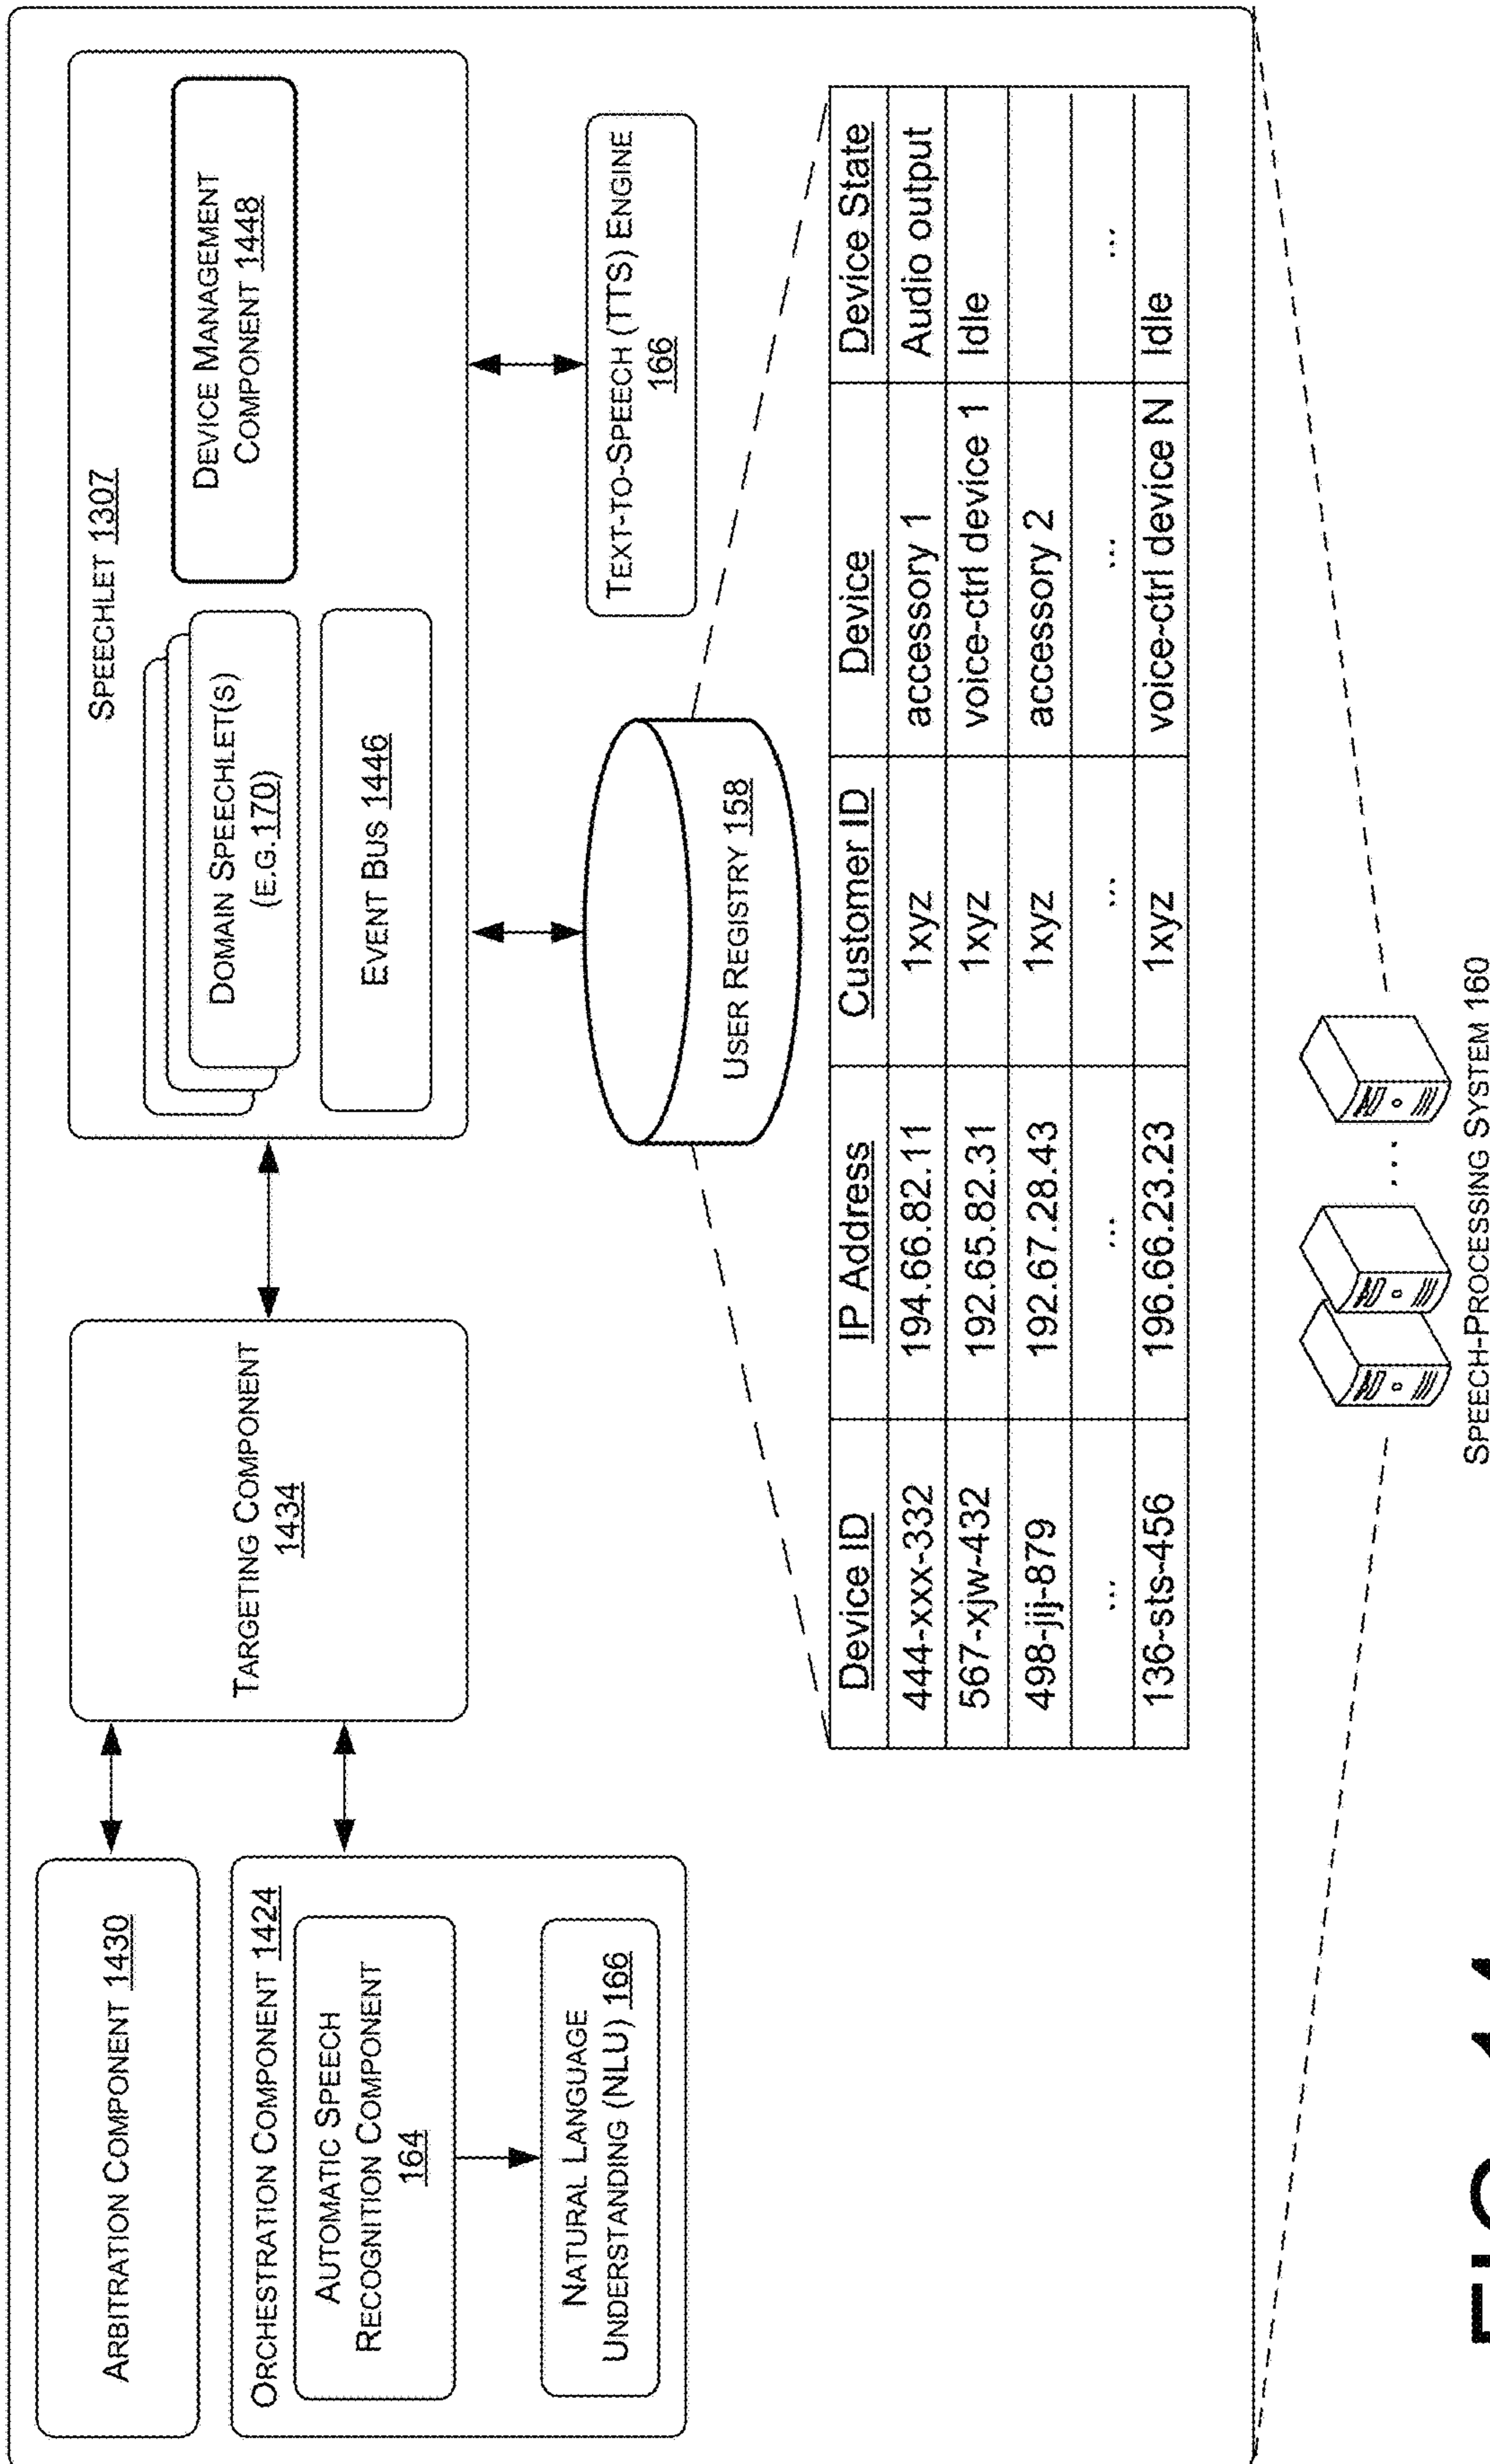 ARBITRATION COMPONENT 1430
ORCHESTRATION COMPONENT 1424
AUTOMATIC SPEECH
RECOGNITION COMPONENT
164
NATURAL LANGUAGE
UNDERSTANDING (NLU) 166
TARGETING COMPONENT
1434
SPEECHLET 1307
DOMAIN SPEECHLET(S)
(E.G.170)
EVENT BUS 1446
DEVICE MANAGEMENT
COMPONENT 1448
USER REGISTRY 158
TEXT-TO-SPEECH (TTS) ENGINE
166
Device ID IP Address Customer ID Device Device State
444-xxx-332 194.66.82.11 1xyz accessory 1 Audio output
567-xjw-432 192.65.82.31 1xyz voice-ctrl device 1 Idle
498-jij-879 192.67.28.43 1xyz accessory 2
... ... ... ... ...
136-sts-456 196.66.23.23 1xyz voice-ctrl device N Idle
...
SPEECH-PROCESSING SYSTEM 160